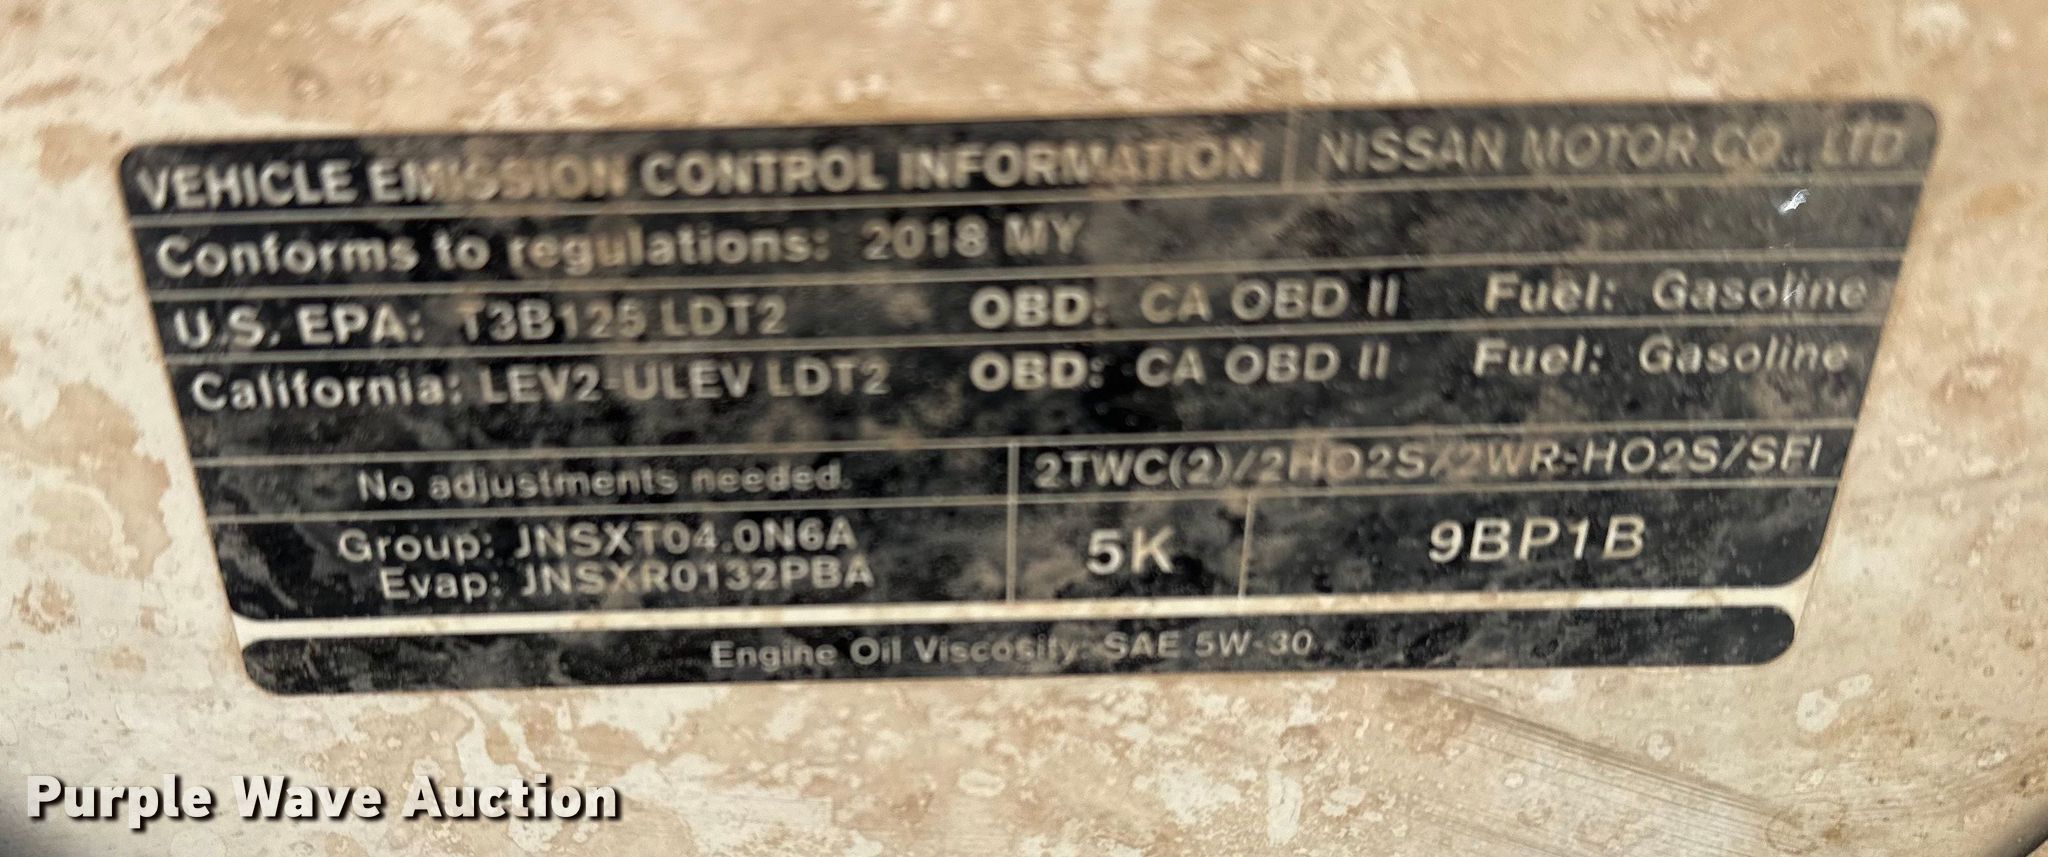 VEHICLE EMISSION CONTROL INFORMATION NISSAN MOTOR CO., LTD
Conforms to regulations: 2018 MY
U.S. EPA: T3B125 LDT2 OBD: CA OBD II Fuel: Gasoline
California: LEV2-ULEV LDT2 OBD: CA OBD II Fuel: Gasoline
No adjustments needed. 2TWC(2)/2HO2S/2WR-HO2S/SFI
Group: JNSXT04.0N6A 5K 9BP1B
Evap: JNSXR0132PBA
Engine Oil Viscosity: SAE 5W-30
Purple Wave Auction